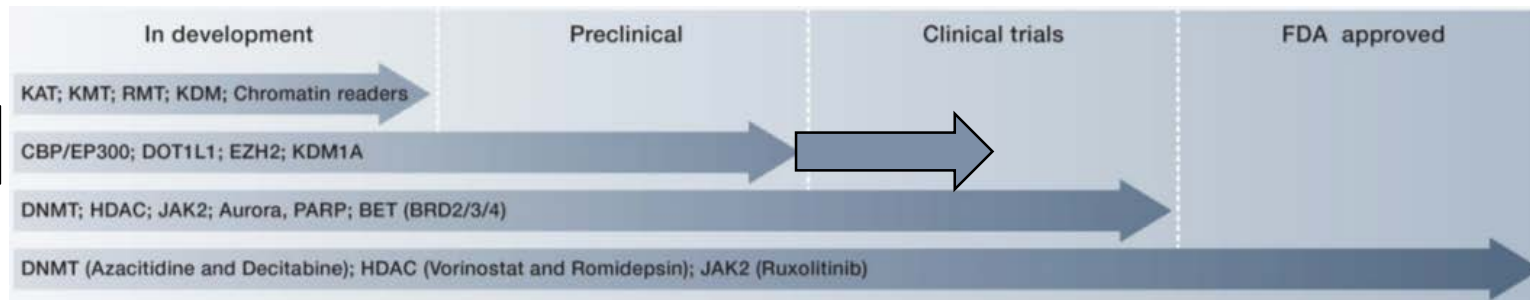 In development Preclinical Clinical trials FDA approved
KAT; KMT; RMT; KDM; Chromatin readers
CBP/EP300; DOT1L1; EZH2; KDM1A
DNMT; HDAC; JAK2; Aurora, PARP; BET (BRD2/3/4)
DNMT (Azacitidine and Decitabine); HDAC (Vorinostat and Romidepsin); JAK2 (Ruxolitinib)